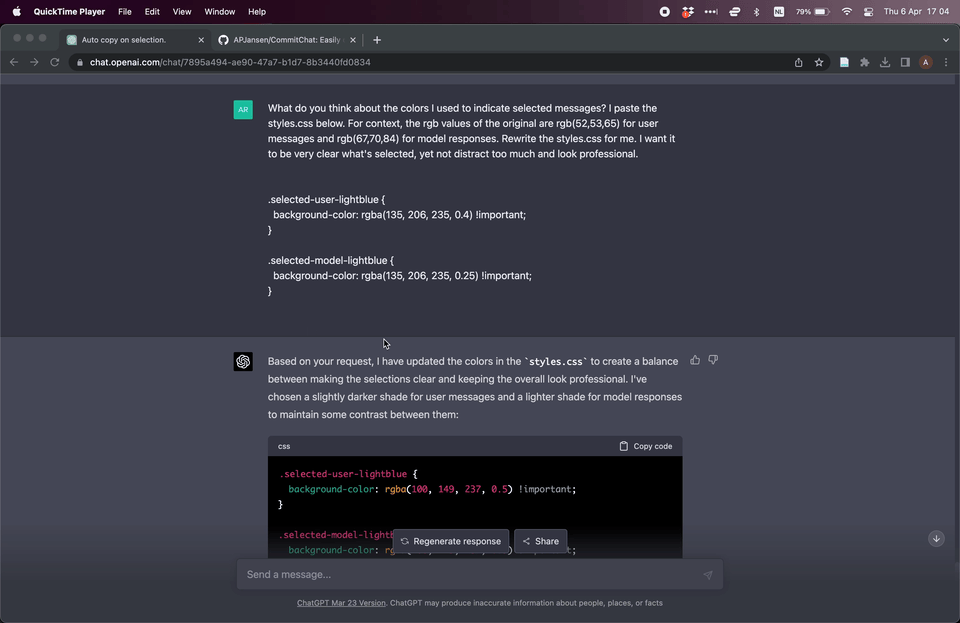 QuickTime Player File Edit View Window Help
NL 79% Thu 6 Apr 17 04
Auto copy on selection.
APJansen/CommitChat: Easily
chat.openai.com/chat/7895a494-ae90-47a7-b1d7-8b3440fd0834
A
AR
What do you think about the colors I used to indicate selected messages? I paste the
styles.css below. For context, the rgb values of the original are rgb(52,53,65) for user
messages and rgb(67,70,84) for model responses. Rewrite the styles.css for me. I want it
to be very clear what's selected, yet not distract too much and look professional.
.selected-user-lightblue {
background-color: rgba(135, 206, 235, 0.4) !important;
}
.selected-model-lightblue {
background-color: rgba(135, 206, 235, 0.25) !important;
}
Based on your request, I have updated the colors in the `styles.css` to create a balance
between making the selections clear and keeping the overall look professional. I've
chosen a slightly darker shade for user messages and a lighter shade for model responses
to maintain some contrast between them:
css Copy code
.selected-user-lightblue {
background-color: rgba(100, 149, 237, 0.5) !important;
}
.selected-model-lightb
Regenerate response Share
background-color:
Send a message...
ChatGPT Mar 23 Version. ChatGPT may produce inaccurate information about people, places, or facts